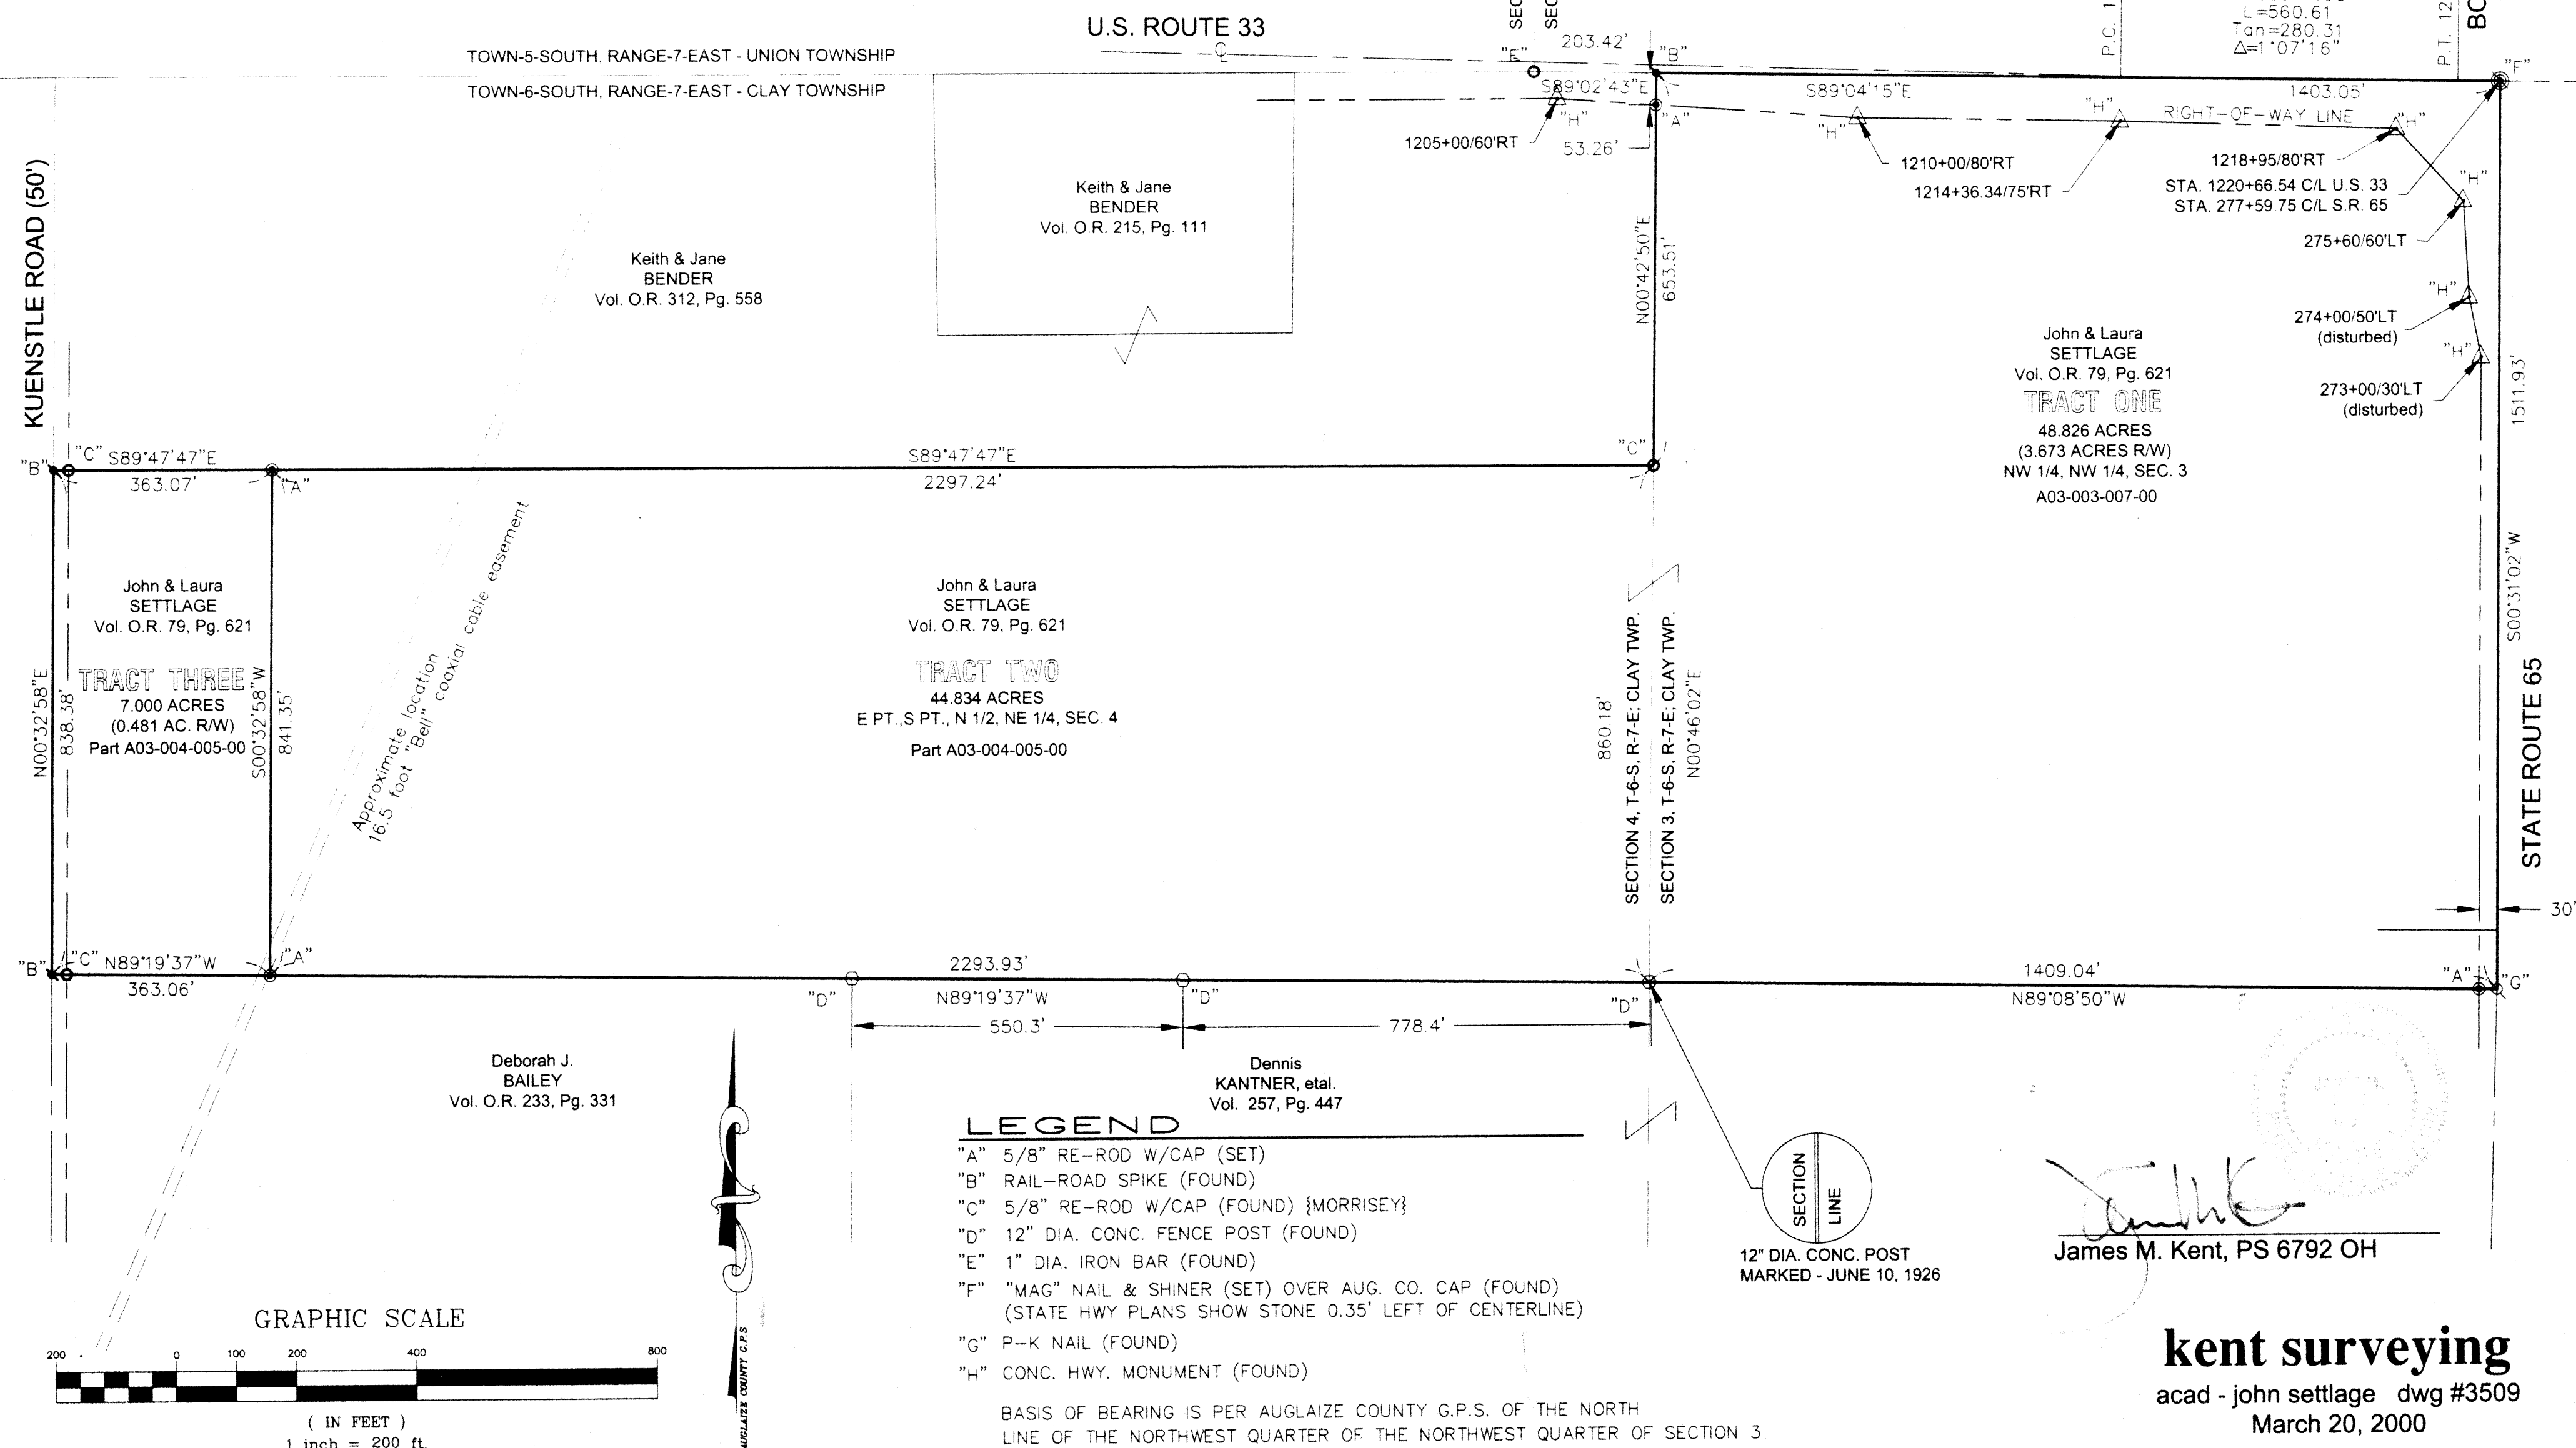 U.S. ROUTE 33
TOWN-5-SOUTH, RANGE-7-EAST - UNION TOWNSHIP
TOWN-6-SOUTH, RANGE-7-EAST - CLAY TOWNSHIP
203.42'
"E"
"B"
S89°02'43"E
"H"
"A"
1205+00/60'RT
53.26'
P.C. 1
L=560.61
Tan=280.31
Δ=1°07'16"
P.T. 12
"F"
S89°04'15"E
1403.05'
"H"
"H"
RIGHT-OF-WAY LINE
"H"
1210+00/80'RT
1214+36.34/75'RT
1218+95/80'RT
STA. 1220+66.54 C/L U.S. 33
STA. 277+59.75 C/L S.R. 65
"H"
275+60/60'LT
"H"
274+00/50'LT
(disturbed)
"H"
273+00/30'LT
(disturbed)
KUENSTLE ROAD (50')
Keith & Jane
BENDER
Vol. O.R. 312, Pg. 558
Keith & Jane
BENDER
Vol. O.R. 215, Pg. 111
N00°42'50"E
653.51'
John & Laura
SETTLAGE
Vol. O.R. 79, Pg. 621
TRACT ONE
48.826 ACRES
(3.673 ACRES R/W)
NW 1/4, NW 1/4, SEC. 3
A03-003-007-00
1511.93'
S00°31'02"W
STATE ROUTE 65
30'
"B"
"C"
S89°47'47"E
363.07'
"A"
S89°47'47"E
2297.24'
"C"
John & Laura
SETTLAGE
Vol. O.R. 79, Pg. 621
TRACT THREE
7.000 ACRES
(0.481 AC. R/W)
Part A03-004-005-00
N00°32'58"E
838.38'
S00°32'58"W
841.35'
Approximate location
16.5 foot "Bell" coaxial cable easement
John & Laura
SETTLAGE
Vol. O.R. 79, Pg. 621
TRACT TWO
44.834 ACRES
E PT.,S PT., N 1/2, NE 1/4, SEC. 4
Part A03-004-005-00
860.18'
SECTION 4, T-6-S, R-7-E; CLAY TWP.
SECTION 3, T-6-S, R-7-E; CLAY TWP.
N00°46'02"E
"B"
"C"
N89°19'37"W
363.06'
"A"
2293.93'
N89°19'37"W
"D"
"D"
"D"
550.3'
778.4'
1409.04'
N89°08'50"W
"A"
"G"
Deborah J.
BAILEY
Vol. O.R. 233, Pg. 331
Dennis
KANTNER, etal.
Vol. 257, Pg. 447
LEGEND
"A" 5/8" RE-ROD W/CAP (SET)
"B" RAIL-ROAD SPIKE (FOUND)
"C" 5/8" RE-ROD W/CAP (FOUND) {MORRISEY}
"D" 12" DIA. CONC. FENCE POST (FOUND)
"E" 1" DIA. IRON BAR (FOUND)
"F" "MAG" NAIL & SHINER (SET) OVER AUG. CO. CAP (FOUND)
(STATE HWY PLANS SHOW STONE 0.35' LEFT OF CENTERLINE)
"G" P-K NAIL (FOUND)
"H" CONC. HWY. MONUMENT (FOUND)
BASIS OF BEARING IS PER AUGLAIZE COUNTY G.P.S. OF THE NORTH
LINE OF THE NORTHWEST QUARTER OF THE NORTHWEST QUARTER OF SECTION 3
SECTION
LINE
12" DIA. CONC. POST
MARKED - JUNE 10, 1926
James M. Kent, PS 6792 OH
kent surveying
acad - john settlage dwg #3509
March 20, 2000
AUGLAIZE COUNTY G.P.S.
GRAPHIC SCALE
200 0 100 200 400 800
( IN FEET )
1 inch = 200 ft.